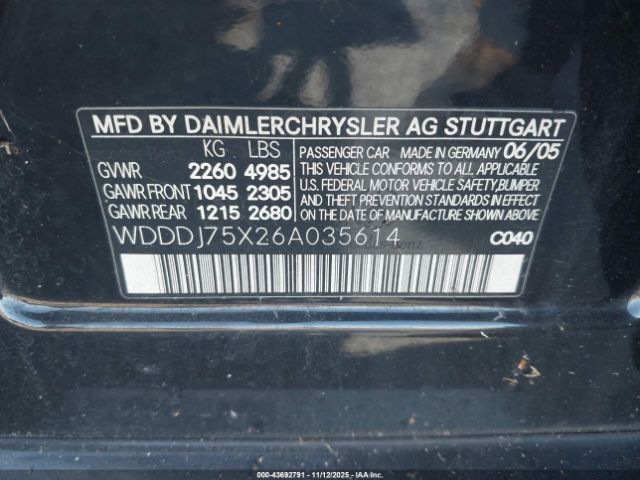 MFD BY DAIMLERCHRYSLER AG STUTTGART
KG LBS
GVWR 2260 4985
GAWR FRONT 1045 2305
GAWR REAR 1215 2680
PASSENGER CAR MADE IN GERMANY 06/05
THIS VEHICLE CONFORMS TO ALL APPLICABLE
U.S. FEDERAL MOTOR VEHICLE SAFETY,BUMPER
AND THEFT PREVENTION STANDARDS IN EFFECT
ON THE DATE OF MANUFACTURE SHOWN ABOVE.
WDDDJ75X26A035614
C040
000-43692791 - 11/12/2025 - IAAI, Inc.